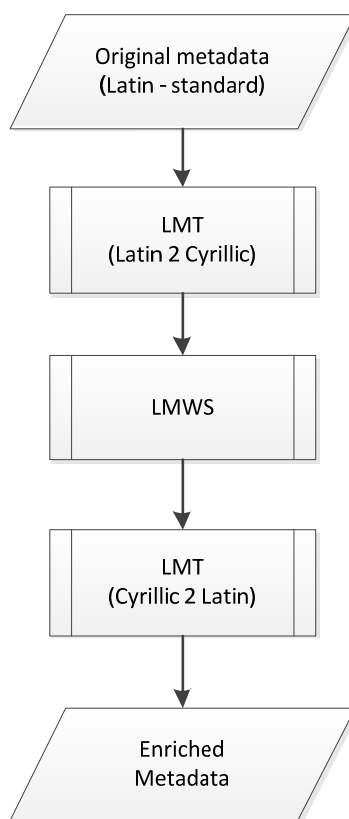 Original metadata
(Latin - standard)
LMT
(Latin 2 Cyrillic)
LMWS
LMT
(Cyrillic 2 Latin)
Enriched
Metadata